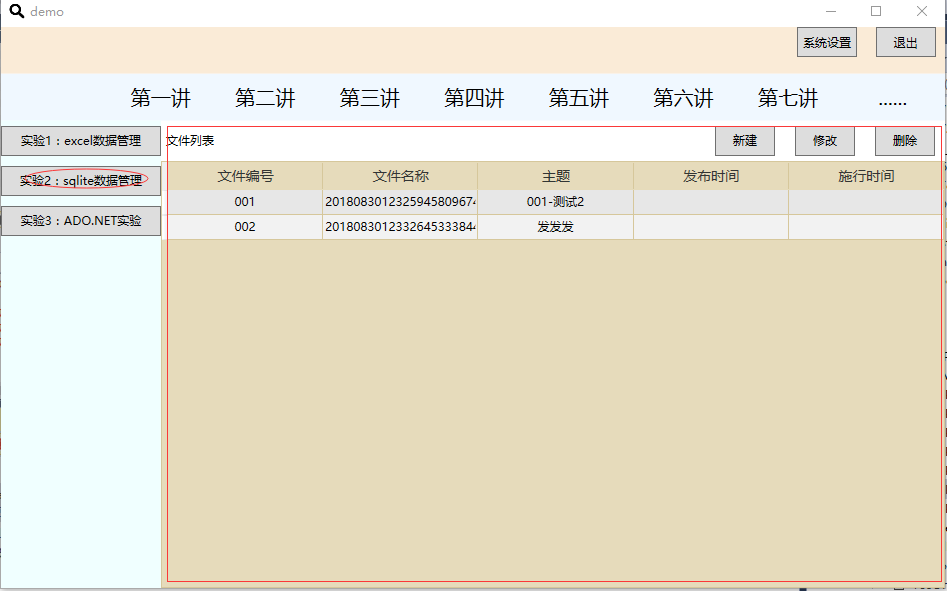 demo
系统设置 退出
第一讲 第二讲 第三讲 第四讲 第五讲 第六讲 第七讲 ......
实验1：excel数据管理 文件列表 新建 修改 删除
实验2：sqlite数据管理
实验3：ADO.NET实验
文件编号 文件名称 主题 发布时间 施行时间
001 2018083012325945809674 001-测试2
002 201808301233264533384 发发发